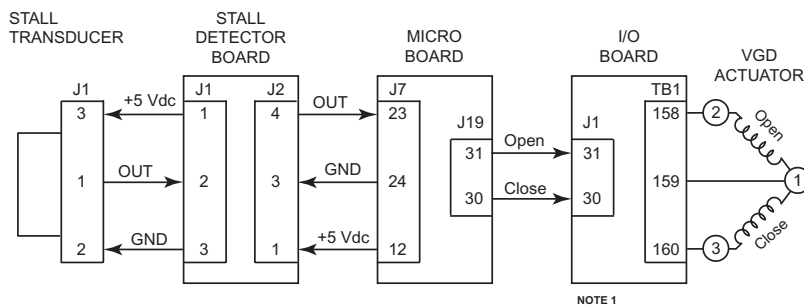 STALL
TRANSDUCER
STALL
DETECTOR
BOARD
MICRO
BOARD
I/O
BOARD
VGD
ACTUATOR
J1
J1
J2
J7
J19
J1
TB1
3
+5 Vdc
1
4
OUT
23
31
Open
31
158
2
Open
1
OUT
2
3
GND
24
30
Close
30
159
1
2
GND
3
1
+5 Vdc
12
160
3
Close
NOTE 1